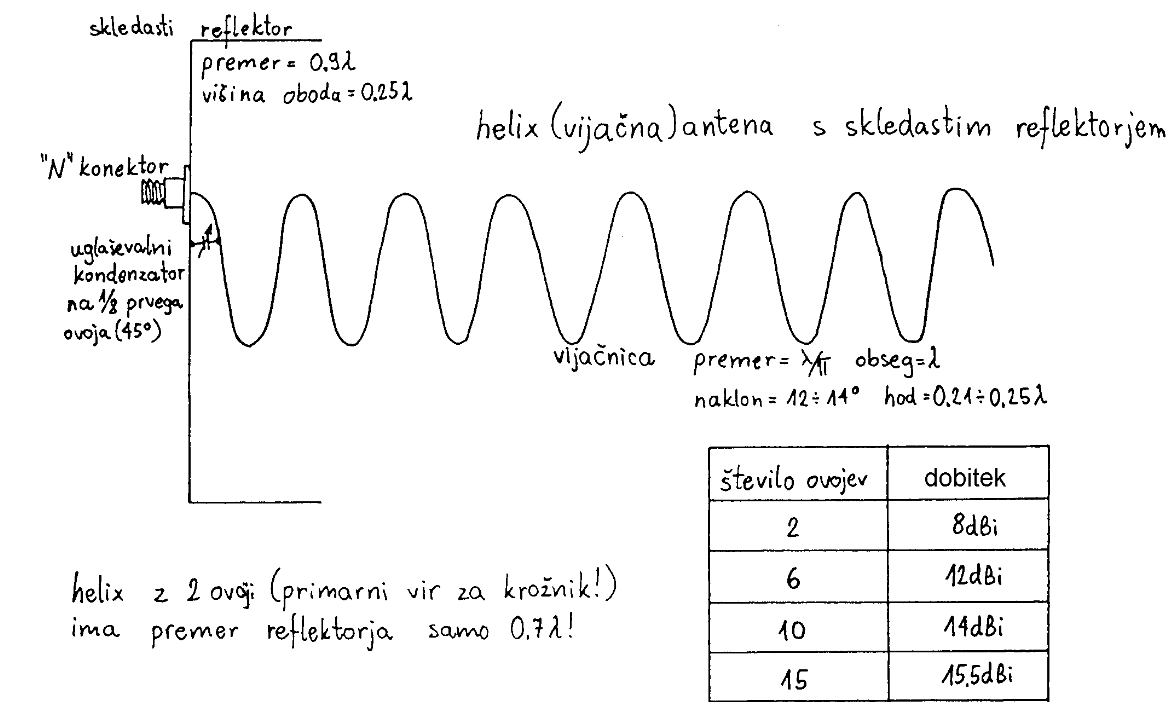 skledasti reflektor
premer = 0.9λ
višina oboda = 0.25λ
helix (vijačna) antena s skledastim reflektorjem
"N" konektor
uglaševalni
kondenzator
na 1/8 prvega
ovoja (45°)
vijačnica premer = λ/π obseg = λ
naklon = 12÷14° hod = 0.21÷0.25λ
število ovojev dobitek
2 8dBi
6 12dBi
10 14dBi
15 15.5dBi
helix z 2 ovoji (primarni vir za krožnik!)
ima premer reflektorja samo 0.7λ!